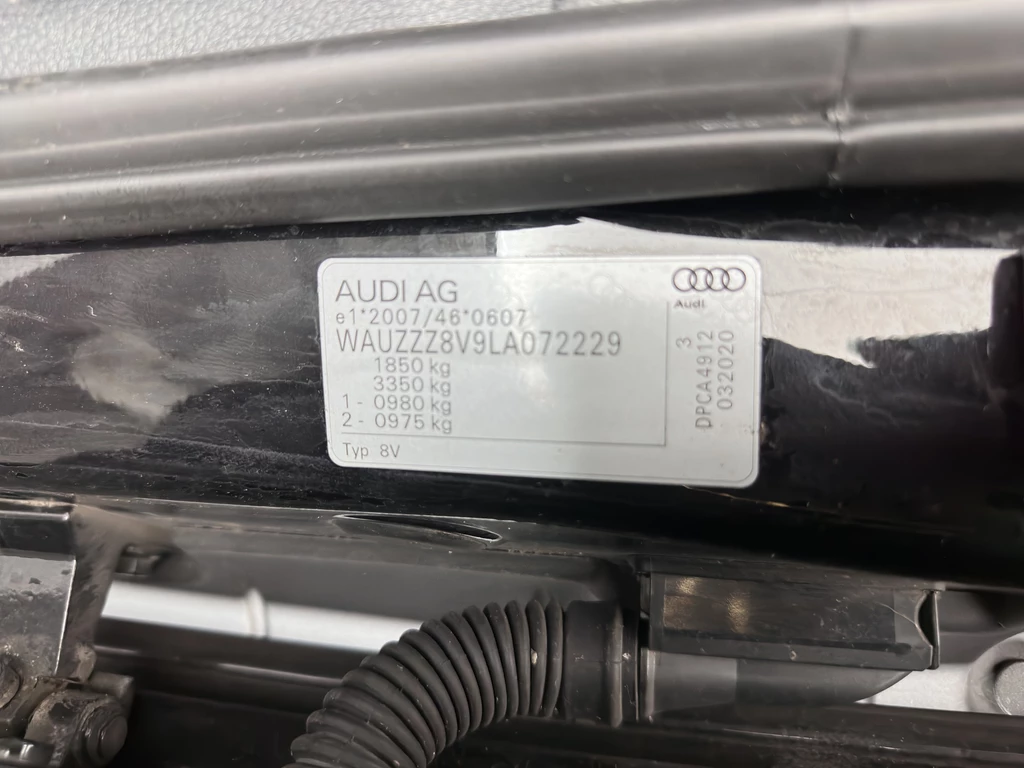 AUDI AG
e1*2007/46*0607
WAUZZZ8V9LA072229
1850 kg
3350 kg
1 - 0980 kg
2 - 0975 kg
Typ 8V
Audi
3
DPCA4912
032020